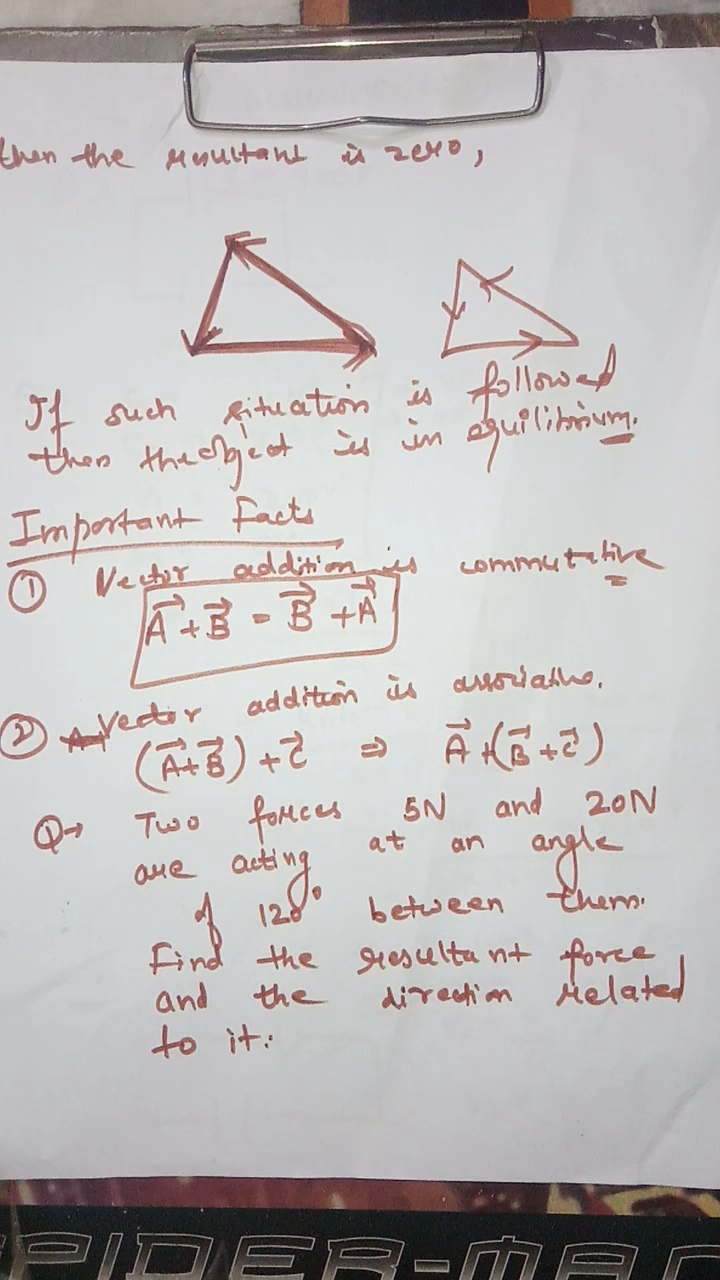 then the resultant is zero,
If such situation is followed
then the object is in equilibrium.
Important Facts
① Vector addition is commutative
A⃗ + B⃗ = B⃗ + A⃗
② Vector addition is associative.
(A⃗ + B⃗) + C⃗ ⇒ A⃗ + (B⃗ + C⃗)
Q→ Two forces 5N and 20N
are acting at an angle
of 120° between them.
Find the resultant force
and the direction related
to it.
SPIDER-MAN